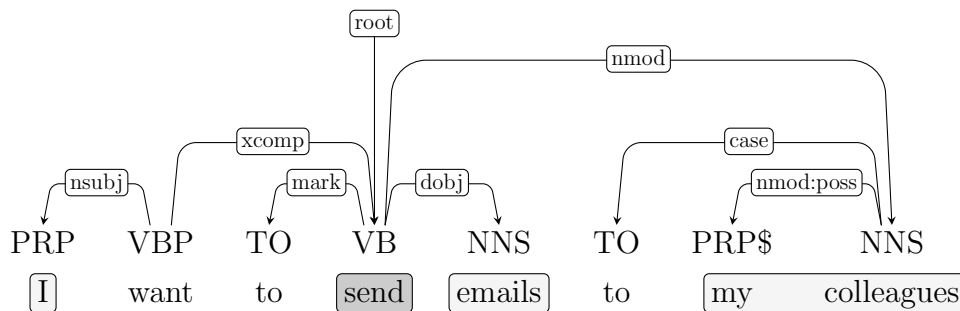 root
nmod
xcomp case
nsubj mark dobj nmod:poss
PRP VBP TO VB NNS TO PRP$ NNS
I want to send emails to my colleagues